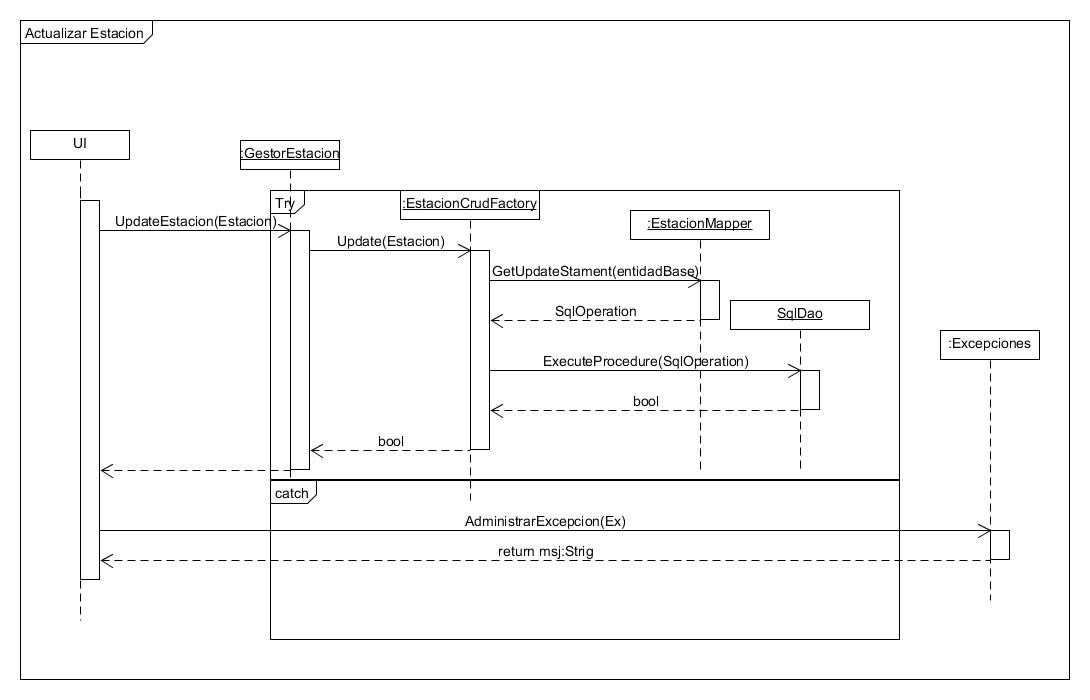 Actualizar Estacion
UI
:GestorEstacion
Try
:EstacionCrudFactory
:EstacionMapper
UpdateEstacion(Estacion)
Update(Estacion)
GetUpdateStament(entidadBase)
SqlOperation
SqlDao
:Excepciones
ExecuteProcedure(SqlOperation)
bool
bool
catch
AdministrarExcepcion(Ex)
return msj:Strig